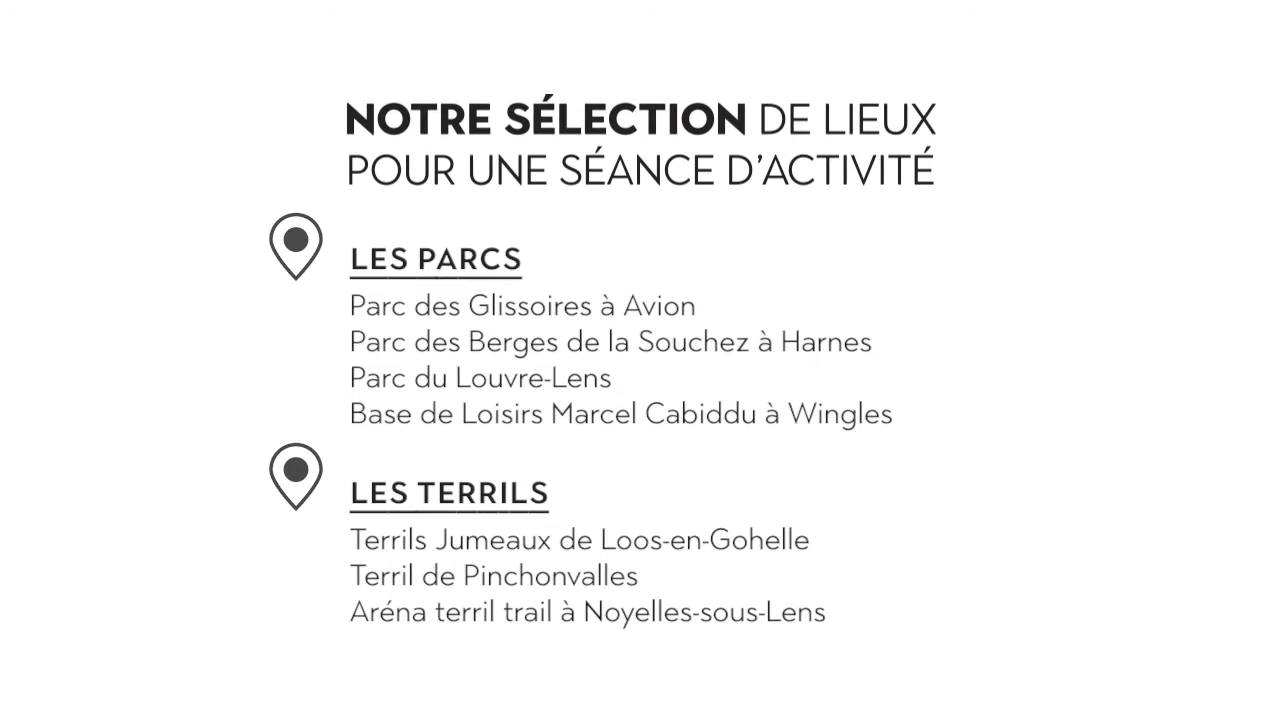 NOTRE SÉLECTION DE LIEUX
POUR UNE SÉANCE D’ACTIVITÉ
LES PARCS
Parc des Glissoires à Avion
Parc des Berges de la Souchez à Harnes
Parc du Louvre-Lens
Base de Loisirs Marcel Cabiddu à Wingles
LES TERRILS
Terrils Jumeaux de Loos-en-Gohelle
Terril de Pinchonvalles
Aréna terril trail à Noyelles-sous-Lens